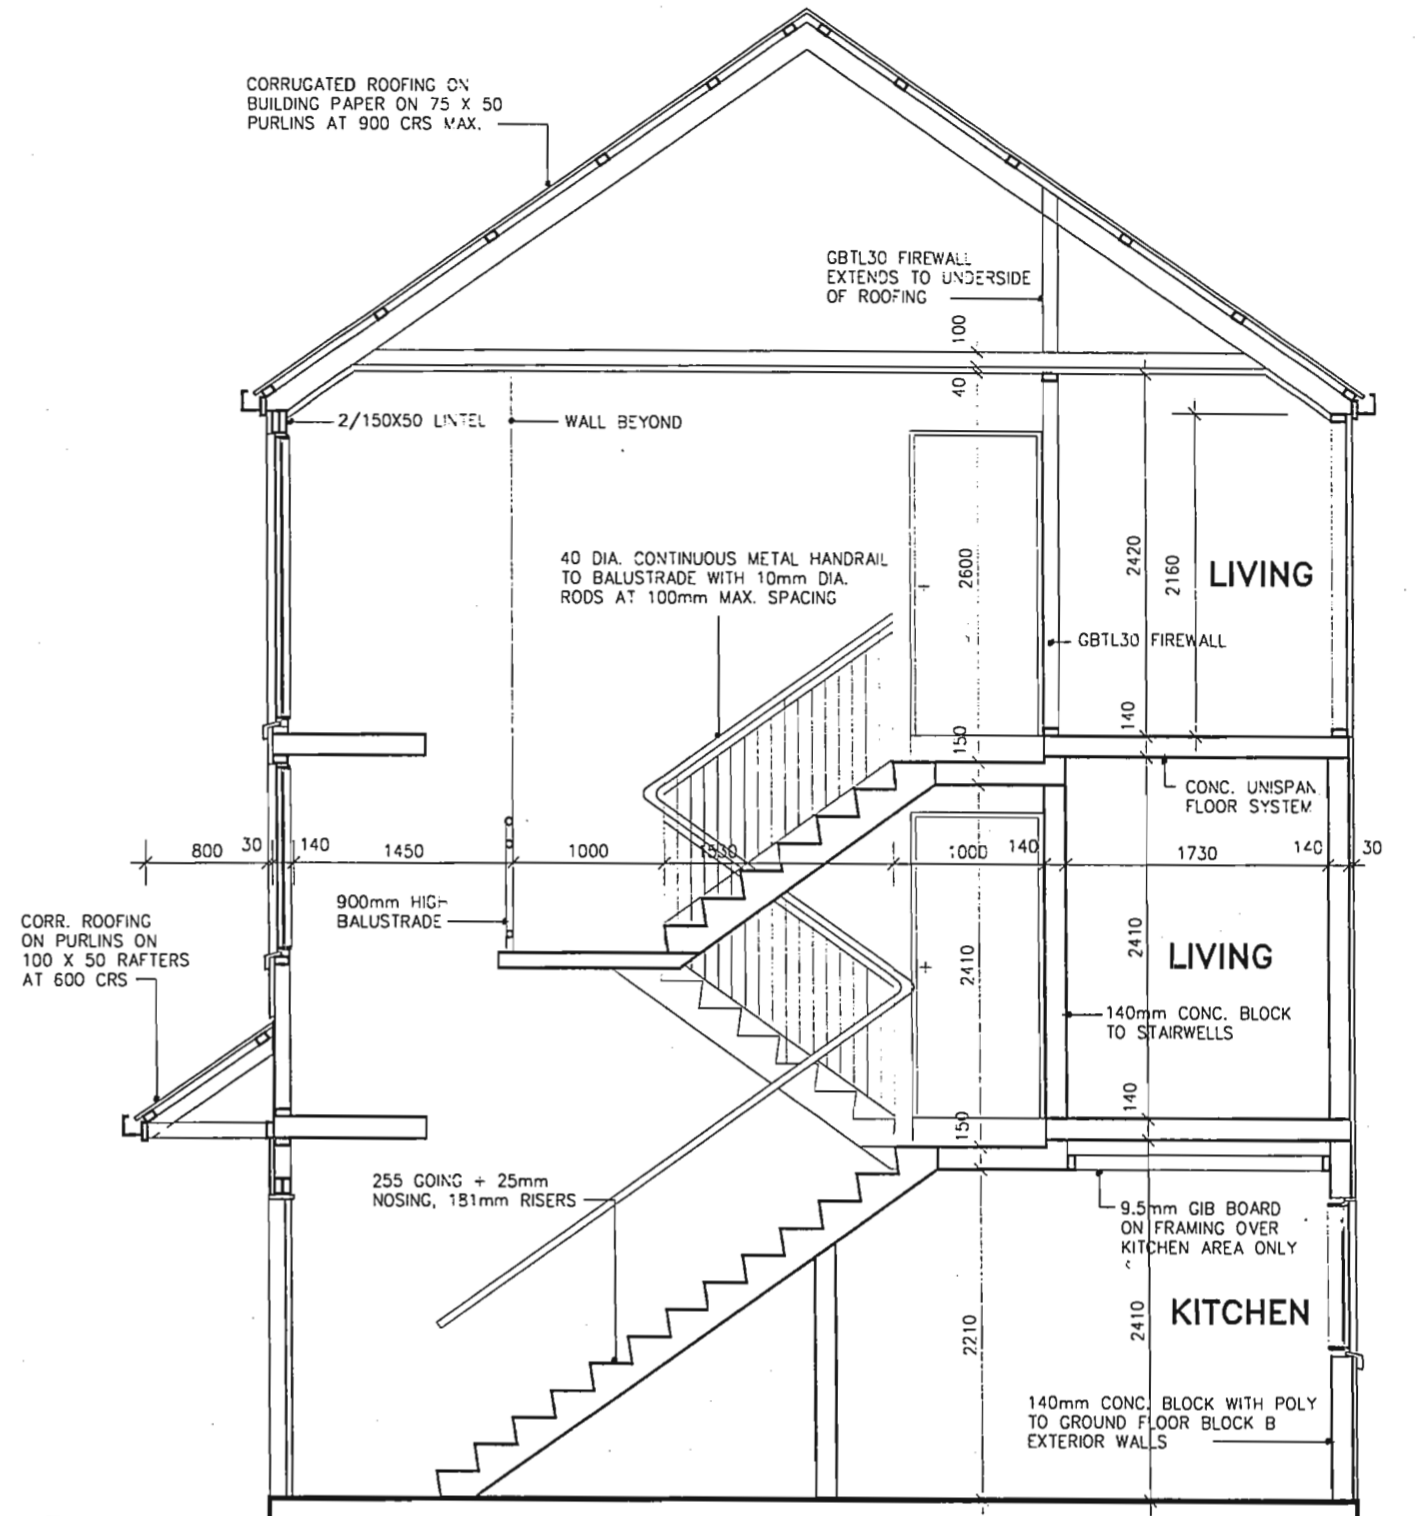 CORRUGATED ROOFING ON
BUILDING PAPER ON 75 X 50
PURLINS AT 900 CRS MAX.
GBTL30 FIREWALL
EXTENDS TO UNDERSIDE
OF ROOFING
100
40
2/150X50 LINTEL
WALL BEYOND
40 DIA. CONTINUOUS METAL HANDRAIL
TO BALUSTRADE WITH 10mm DIA.
RODS AT 100mm MAX. SPACING
2600
2420
2160
LIVING
GBTL30 FIREWALL
140
150
CONC. UNISPAN
FLOOR SYSTEM
800
30
140
1450
1000
1530
1000
140
1730
140
30
900mm HIGH
BALUSTRADE
CORR. ROOFING
ON PURLINS ON
100 X 50 RAFTERS
AT 600 CRS
2410
2410
LIVING
140mm CONC. BLOCK
TO STAIRWELLS
140
150
255 GOING + 25mm
NOSING, 181mm RISERS
9.5mm GIB BOARD
ON FRAMING OVER
KITCHEN AREA ONLY
2210
2410
KITCHEN
140mm CONC. BLOCK WITH POLY
TO GROUND FLOOR BLOCK B
EXTERIOR WALLS